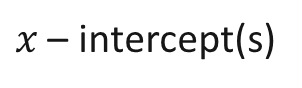 x – intercept(s)